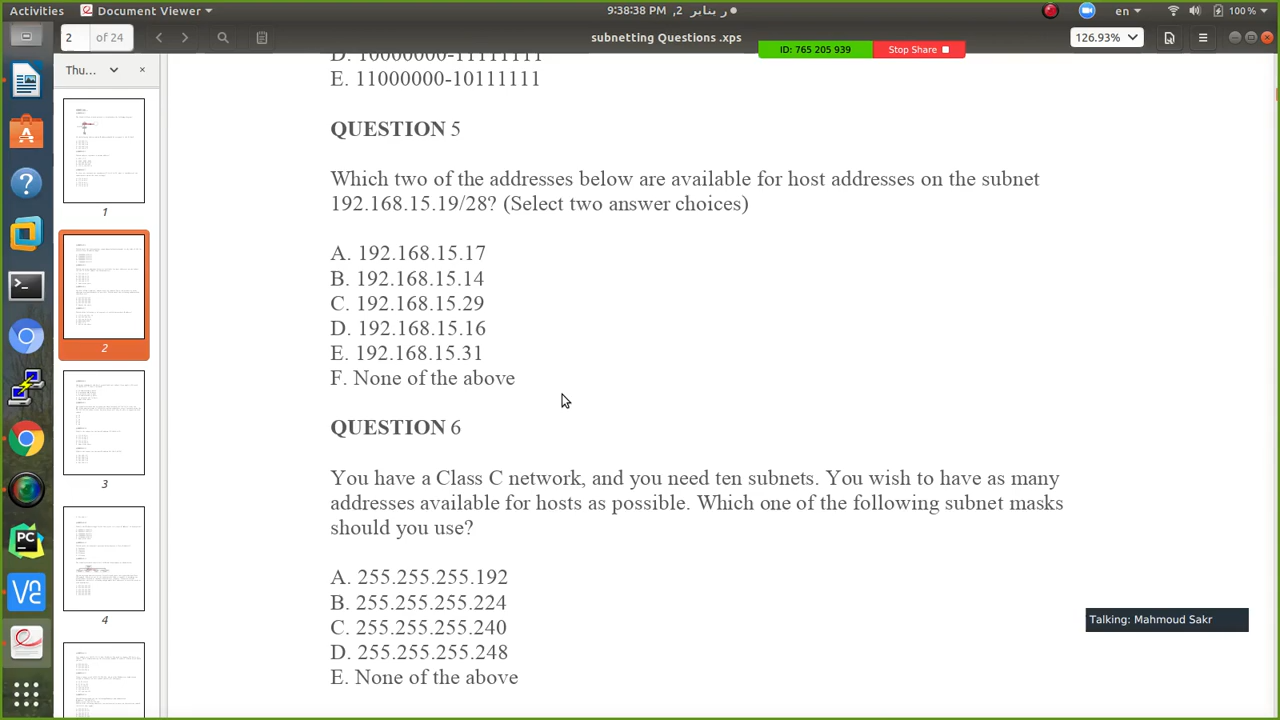 Activities
Document Viewer
9:38:38 PM 2, ر يناير
en
100 %
2
of 24
subnetting Questions .xps
126.93%
ID: 765 205 939
Stop Share
Thu...
1
2
3
4
D. 10000000-11111111
E. 11000000-10111111
QUESTION 5
Which two of the addresses below are available for host addresses on the subnet
192.168.15.19/28? (Select two answer choices)
A. 192.168.15.17
B. 192.168.15.14
C. 192.168.15.29
D. 192.168.15.16
E. 192.168.15.31
F. None of the above
QUESTION 6
You have a Class C network, and you need ten subnets. You wish to have as many
addresses available for hosts as possible. Which one of the following subnet masks
should you use?
A. 255.255.255.192
B. 255.255.255.224
C. 255.255.255.240
D. 255.255.255.248
E. None of the above
Talking: Mahmoud Sakr